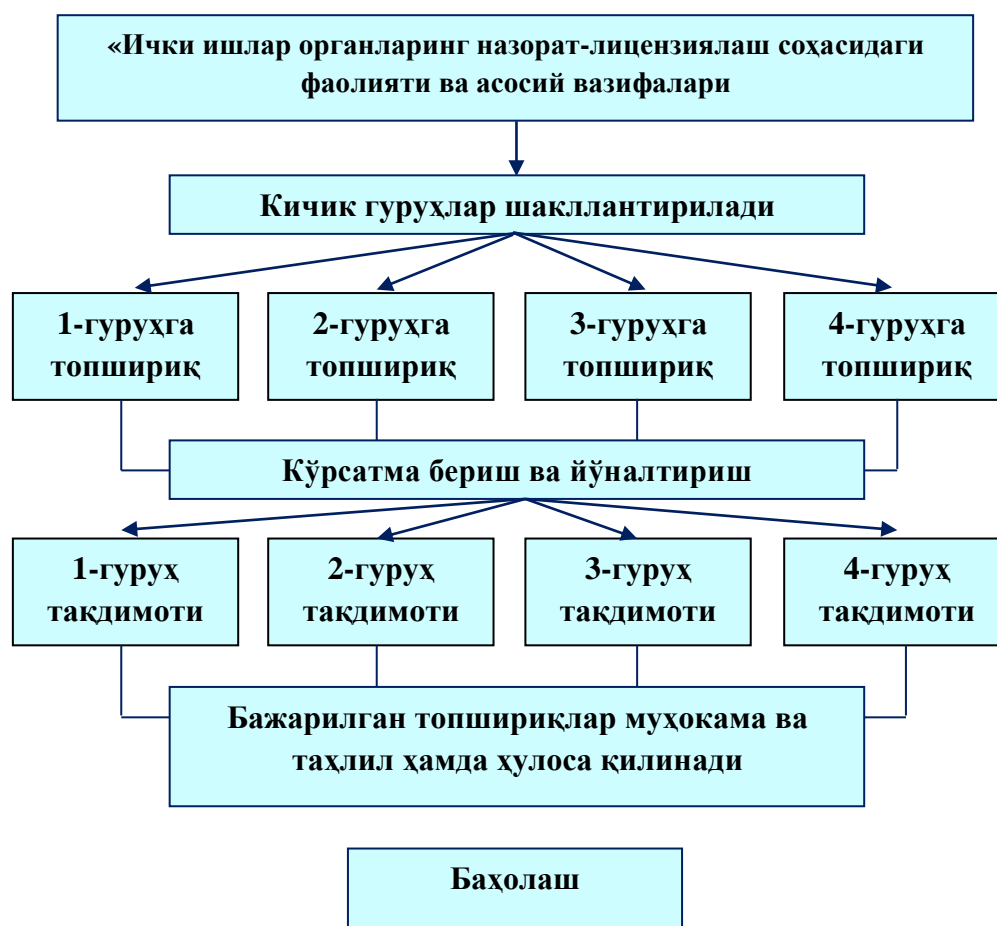 «Ички ишлар органларинг назорат-лицензиялаш соҳасидаги
фаолияти ва асосий вазифалари
Кичик гуруҳлар шакллантирилади
1-гуруҳга
топшириқ
2-гуруҳга
топшириқ
3-гуруҳга
топшириқ
4-гуруҳга
топшириқ
Кўрсатма бериш ва йўналтириш
1-гуруҳ
тақдимоти
2-гуруҳ
тақдимоти
3-гуруҳ
тақдимоти
4-гуруҳ
тақдимоти
Бажарилган топшириқлар муҳокама ва
таҳлил ҳамда ҳулоса қилинади
Баҳолаш